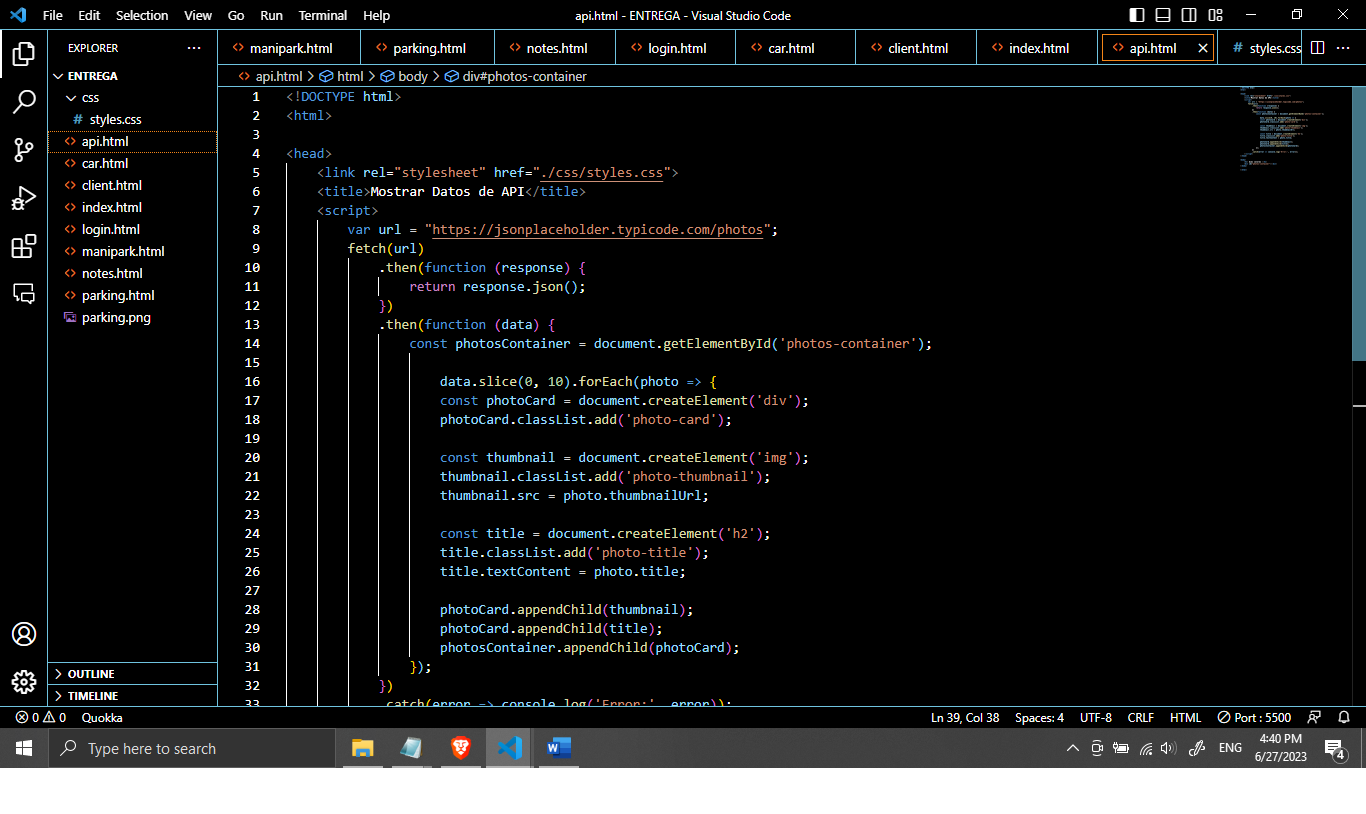 File Edit Selection View Go Run Terminal Help
api.html - ENTREGA - Visual Studio Code
EXPLORER ···
manipark.html parking.html notes.html login.html car.html client.html index.html api.html styles.css ···
ENTREGA
css
# styles.css
api.html
car.html
client.html
index.html
login.html
manipark.html
notes.html
parking.html
parking.png
OUTLINE
TIMELINE
api.html > html > body > div#photos-container
1 <!DOCTYPE html>
2 <html>
3
4 <head>
5 <link rel="stylesheet" href="./css/styles.css">
6 <title>Mostrar Datos de API</title>
7 <script>
8 var url = "https://jsonplaceholder.typicode.com/photos";
9 fetch(url)
10 .then(function (response) {
11 return response.json();
12 })
13 .then(function (data) {
14 const photosContainer = document.getElementById('photos-container');
15
16 data.slice(0, 10).forEach(photo => {
17 const photoCard = document.createElement('div');
18 photoCard.classList.add('photo-card');
19
20 const thumbnail = document.createElement('img');
21 thumbnail.classList.add('photo-thumbnail');
22 thumbnail.src = photo.thumbnailUrl;
23
24 const title = document.createElement('h2');
25 title.classList.add('photo-title');
26 title.textContent = photo.title;
27
28 photoCard.appendChild(thumbnail);
29 photoCard.appendChild(title);
30 photosContainer.appendChild(photoCard);
31 });
32 })
33 .catch(error => console.log('Error:', error));
0 0 Quokka
Ln 39, Col 38 Spaces: 4 UTF-8 CRLF HTML Port : 5500
Type here to search
W
ENG
4:40 PM
6/27/2023
4